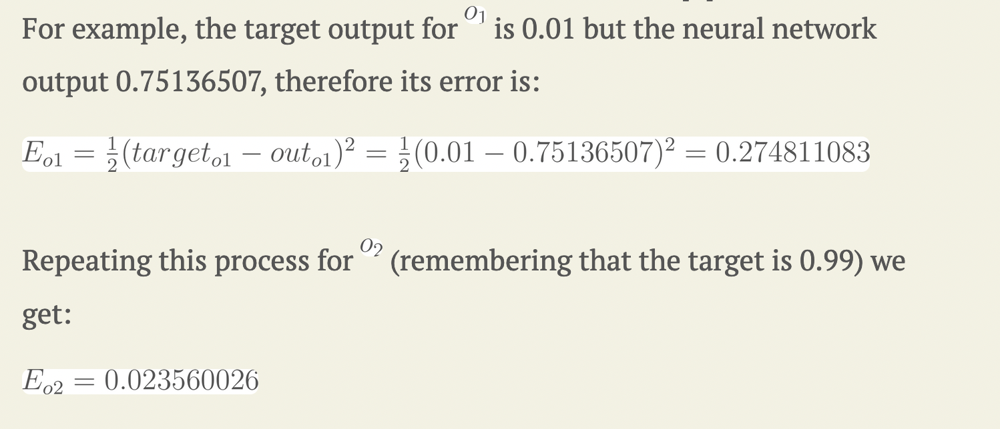 For example, the target output for o₁ is 0.01 but the neural network
output 0.75136507, therefore its error is:
E_{o1} = \frac{1}{2}(target_{o1} − out_{o1})^2 = \frac{1}{2}(0.01 − 0.75136507)^2 = 0.274811083
Repeating this process for o₂ (remembering that the target is 0.99) we
get:
E_{o2} = 0.023560026